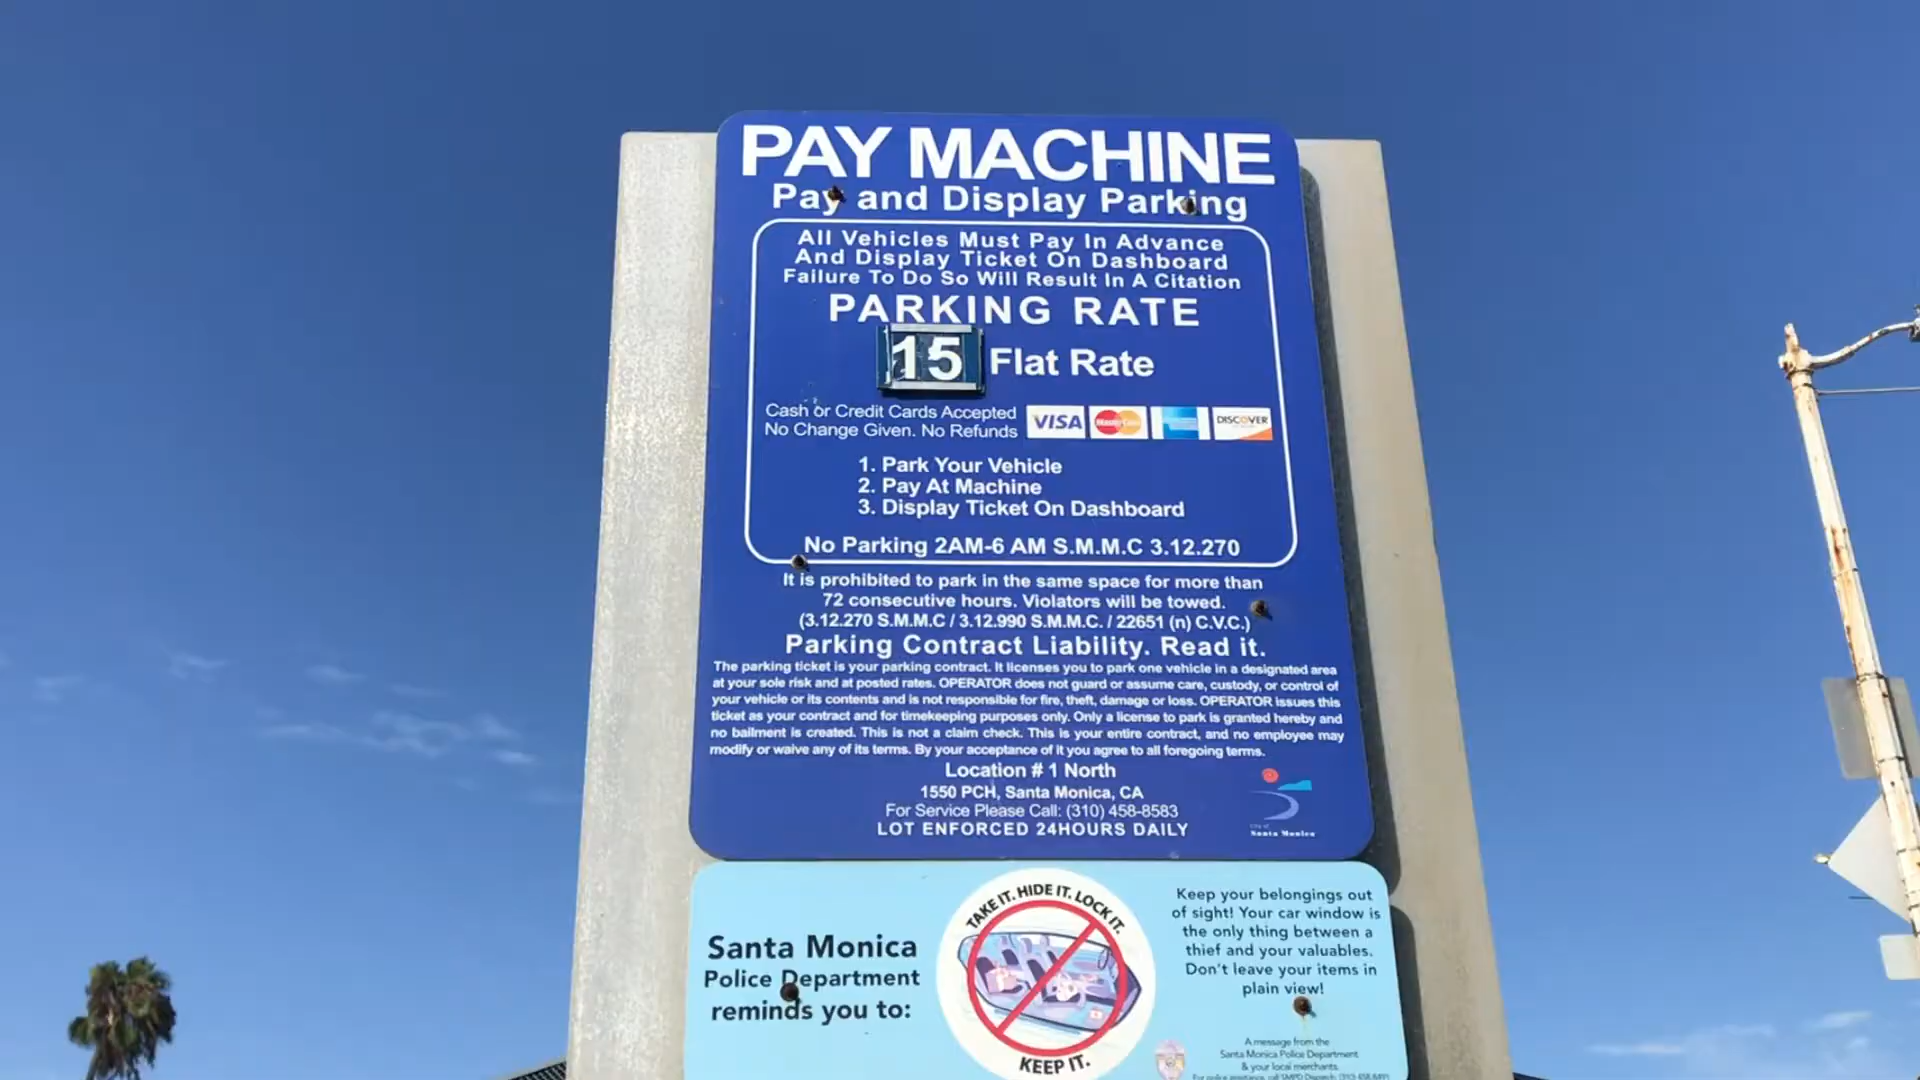 PAY MACHINE
Pay and Display Parking
All Vehicles Must Pay In Advance
And Display Ticket On Dashboard
Failure To Do So Will Result In A Citation
PARKING RATE
15 Flat Rate
Cash or Credit Cards Accepted
No Change Given. No Refunds
VISA MasterCard DISCOVER
1. Park Your Vehicle
2. Pay At Machine
3. Display Ticket On Dashboard
No Parking 2AM-6 AM S.M.M.C 3.12.270
It is prohibited to park in the same space for more than
72 consecutive hours. Violators will be towed.
(3.12.270 S.M.M.C / 3.12.990 S.M.M.C. / 22651 (n) C.V.C.)
Parking Contract Liability. Read it.
The parking ticket is your parking contract. It licenses you to park one vehicle in a designated area
at your sole risk and at posted rates. OPERATOR does not guard or assume care, custody, or control of
your vehicle or its contents and is not responsible for fire, theft, damage or loss. OPERATOR issues this
ticket as your contract and for timekeeping purposes only. Only a license to park is granted hereby and
no bailment is created. This is not a claim check. This is your entire contract, and no employee may
modify or waive any of its terms. By your acceptance of it you agree to all foregoing terms.
Location # 1 North
1550 PCH, Santa Monica, CA
For Service Please Call: (310) 458-8583
LOT ENFORCED 24HOURS DAILY
City of
Santa Monica
Santa Monica
Police Department
reminds you to:
TAKE IT. HIDE IT. LOCK IT.
KEEP IT.
Keep your belongings out
of sight! Your car window is
the only thing between a
thief and your valuables.
Don't leave your items in
plain view!
A message from the
Santa Monica Police Department
& your local merchants.
For police assistance, call SMPD Dispatch: (310) 458-8491